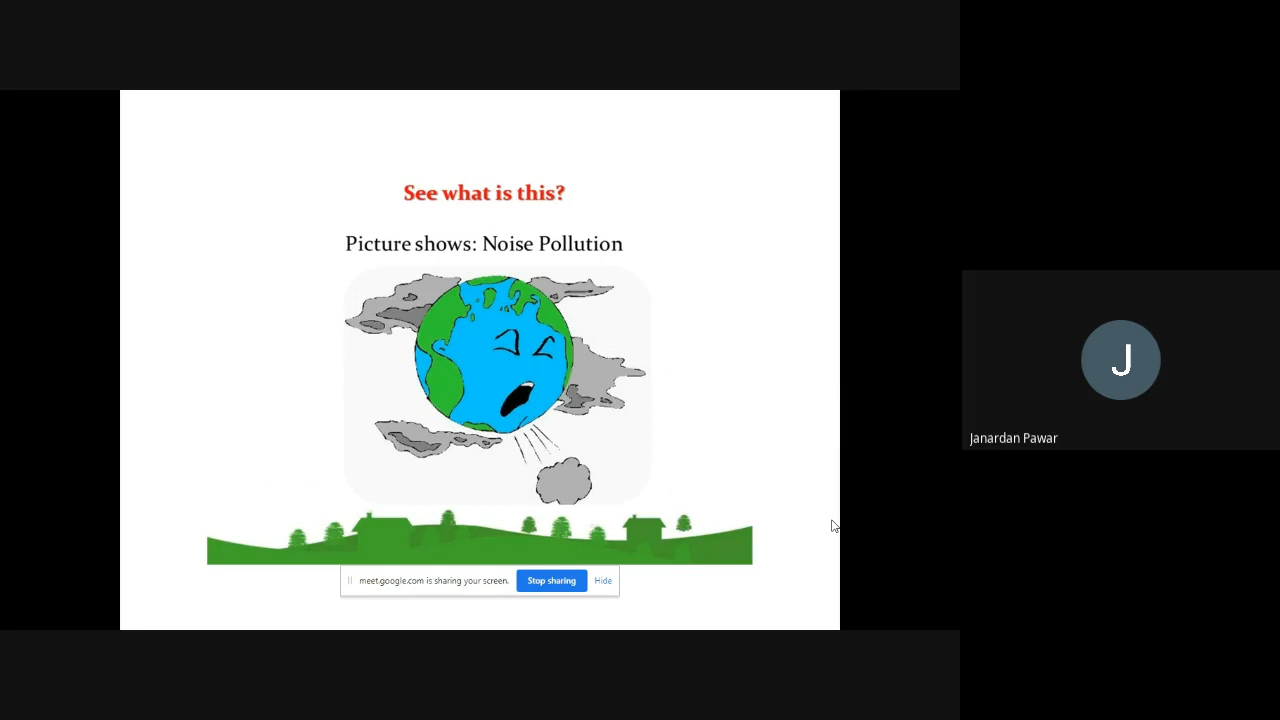 See what is this?
Picture shows: Noise Pollution
meet.google.com is sharing your screen.
Stop sharing
Hide
J
Janardan Pawar